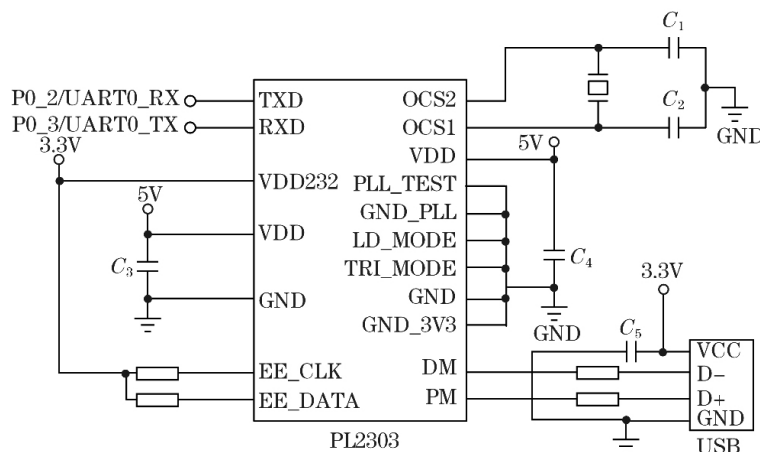 P0_2/UART0_RX
P0_3/UART0_TX
3.3V
5V
C3
TXD
RXD
VDD232
VDD
GND
EE_CLK
EE_DATA
OCS2
OCS1
VDD
PLL_TEST
GND_PLL
LD_MODE
TRI_MODE
GND
GND_3V3
DM
PM
PL2303
C1
C2
GND
5V
C4
GND
3.3V
C5
VCC
D-
D+
GND
USB